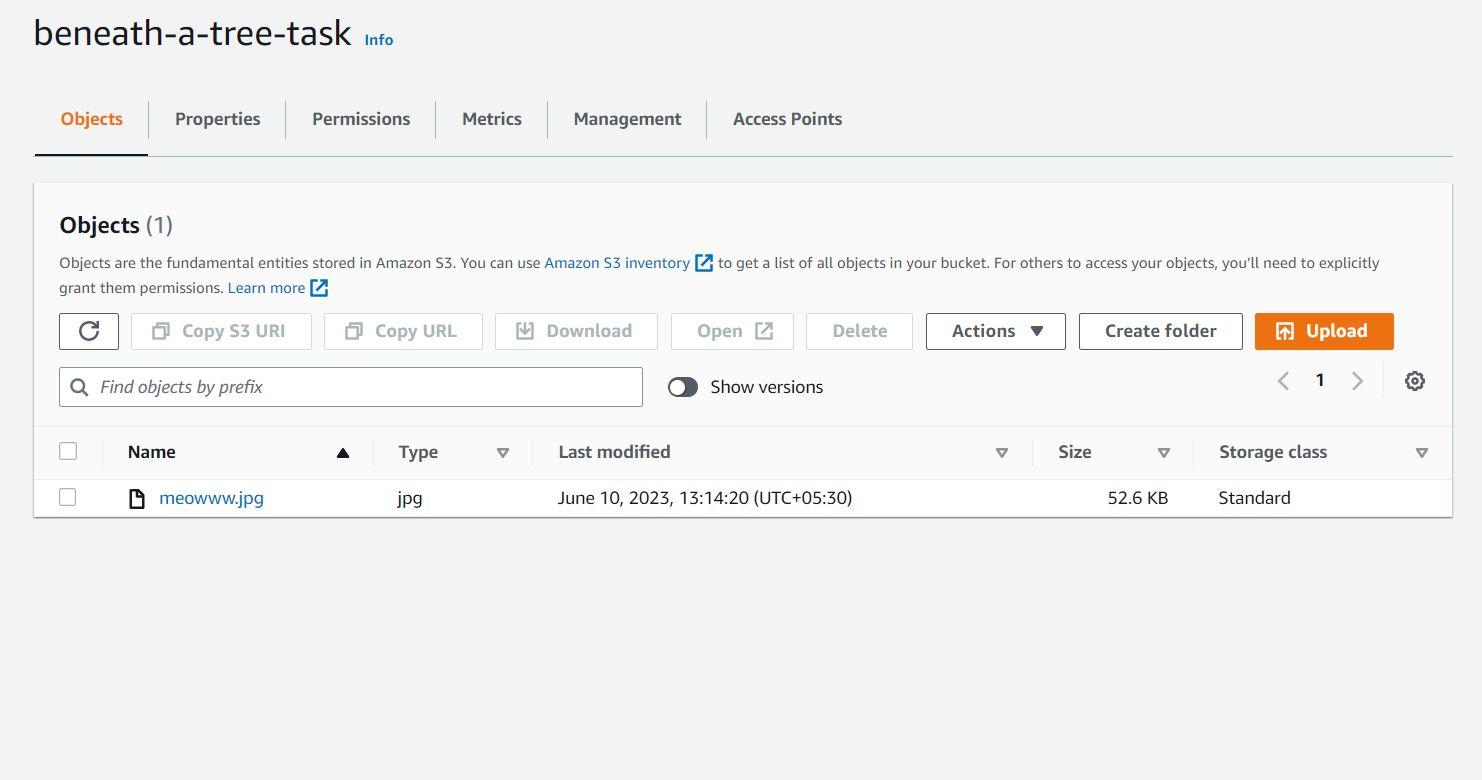 beneath-a-tree-task Info
Objects Properties Permissions Metrics Management Access Points
Objects (1)
Objects are the fundamental entities stored in Amazon S3. You can use Amazon S3 inventory to get a list of all objects in your bucket. For others to access your objects, you'll need to explicitly
grant them permissions. Learn more
Copy S3 URI Copy URL Download Open Delete Actions Create folder Upload
Find objects by prefix Show versions 1
Name Type Last modified Size Storage class
meowww.jpg jpg June 10, 2023, 13:14:20 (UTC+05:30) 52.6 KB Standard